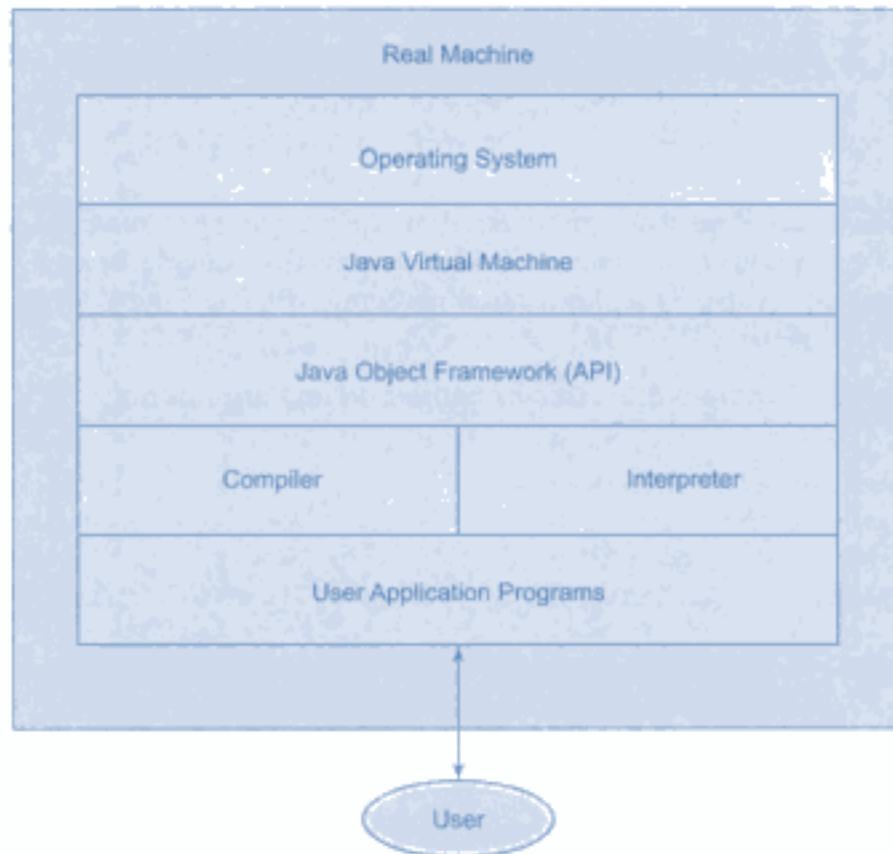 Real Machine
Operating System
Java Virtual Machine
Java Object Framework (API)
Compiler Interpreter
User Application Programs
User